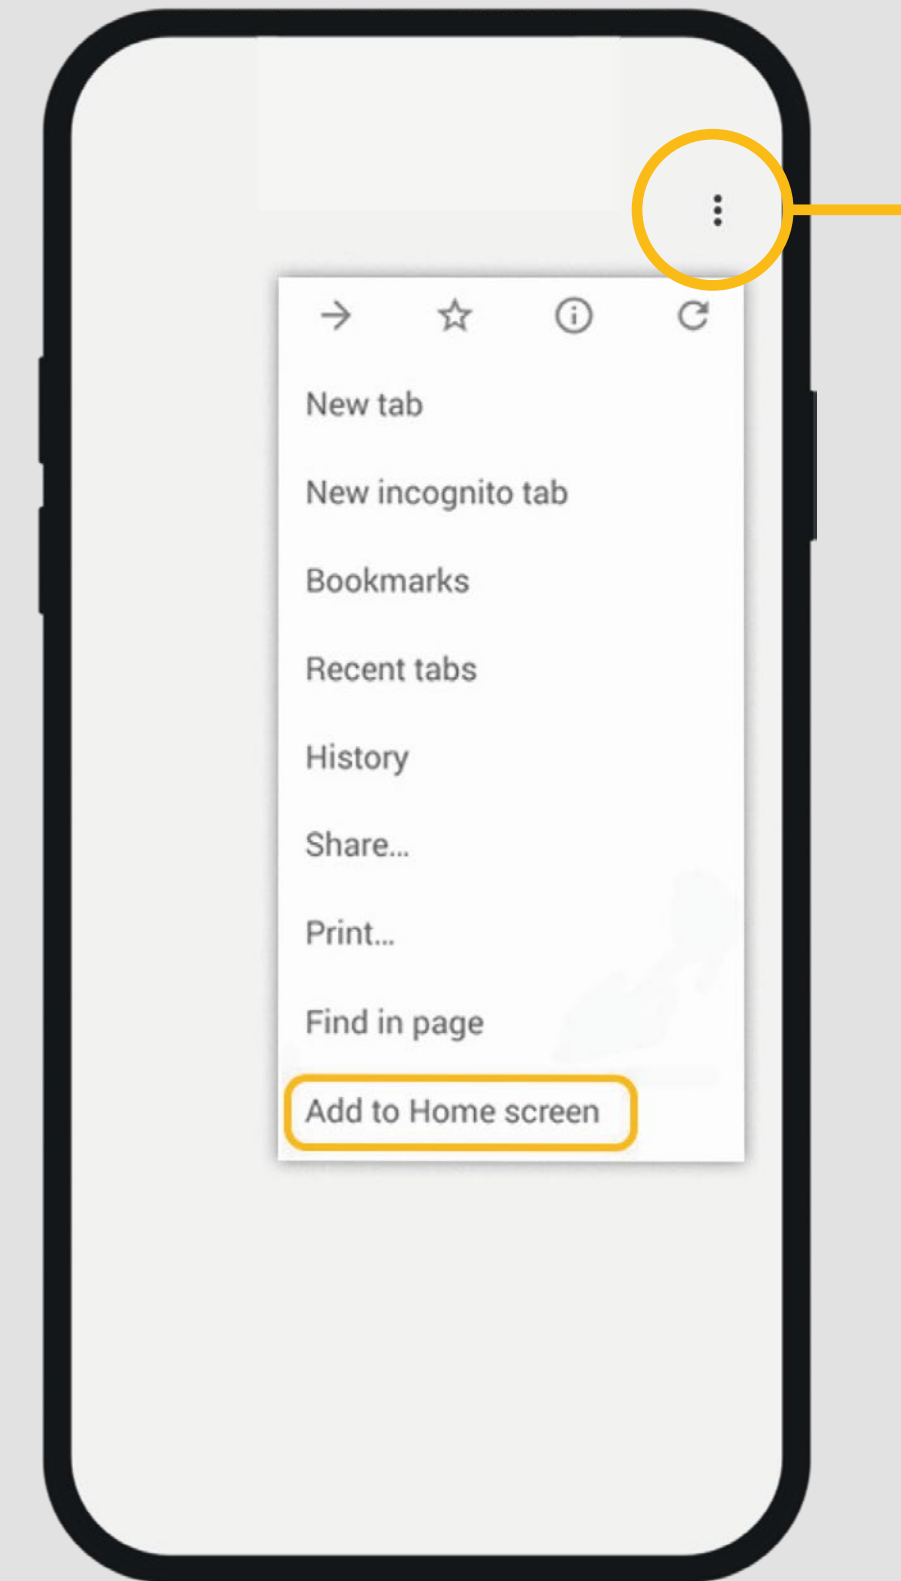 New tab
New incognito tab
Bookmarks
Recent tabs
History
Share...
Print...
Find in page
Add to Home screen